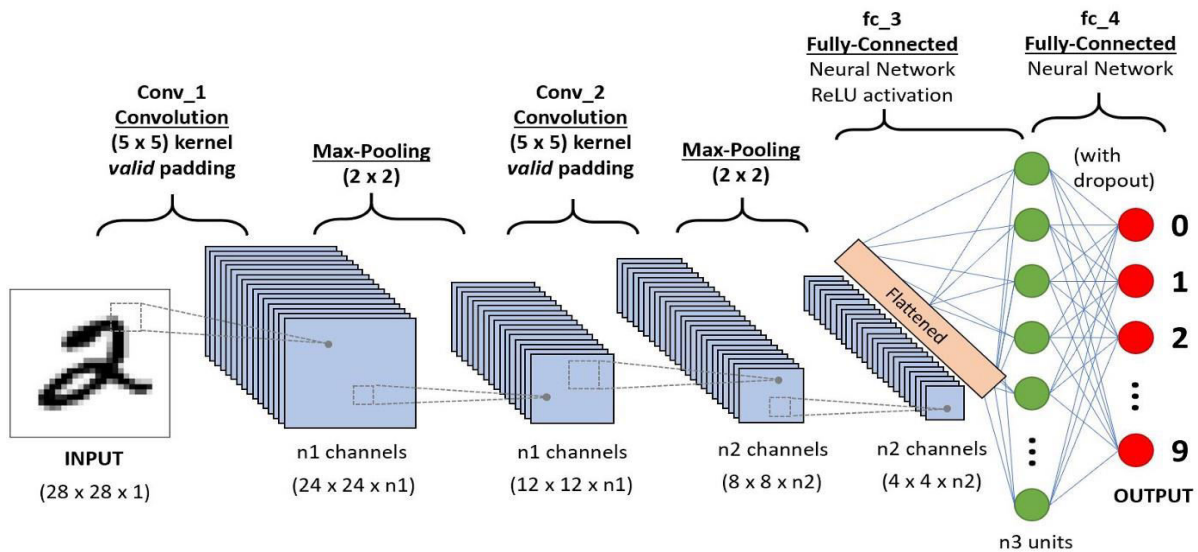 fc_3
Fully-Connected
Neural Network
ReLU activation
fc_4
Fully-Connected
Neural Network
Conv_1
Convolution
(5 x 5) kernel
valid padding
Max-Pooling
(2 x 2)
Conv_2
Convolution
(5 x 5) kernel
valid padding
Max-Pooling
(2 x 2)
(with
dropout)
Flattened
0
1
2
9
INPUT
(28 x 28 x 1)
n1 channels
(24 x 24 x n1)
n1 channels
(12 x 12 x n1)
n2 channels
(8 x 8 x n2)
n2 channels
(4 x 4 x n2)
OUTPUT
n3 units